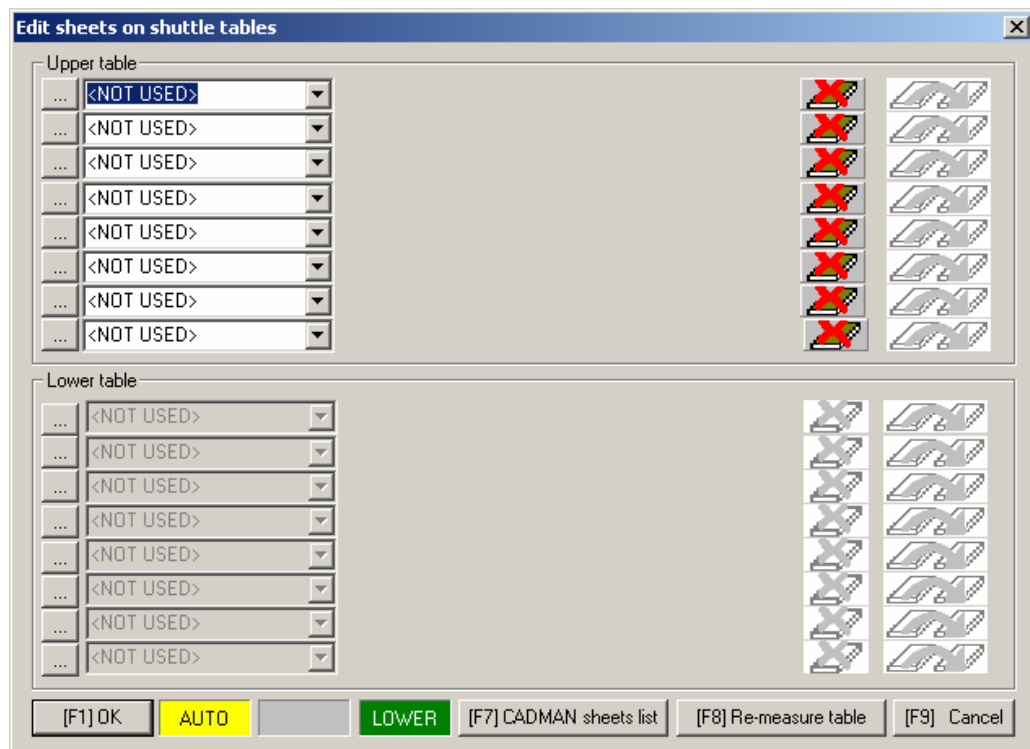 Edit sheets on shuttle tables
Upper table
... <NOT USED>
... <NOT USED>
... <NOT USED>
... <NOT USED>
... <NOT USED>
... <NOT USED>
... <NOT USED>
... <NOT USED>
Lower table
... <NOT USED>
... <NOT USED>
... <NOT USED>
... <NOT USED>
... <NOT USED>
... <NOT USED>
... <NOT USED>
... <NOT USED>
[F1] OK AUTO LOWER [F7] CADMAN sheets list [F8] Re-measure table [F9] Cancel